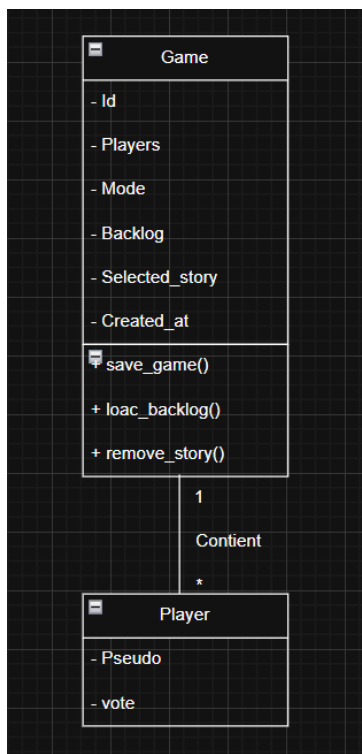 Game
- Id
- Players
- Mode
- Backlog
- Selected_story
- Created_at
+ save_game()
+ loac_backlog()
+ remove_story()
1
Contient
*
Player
- Pseudo
- vote